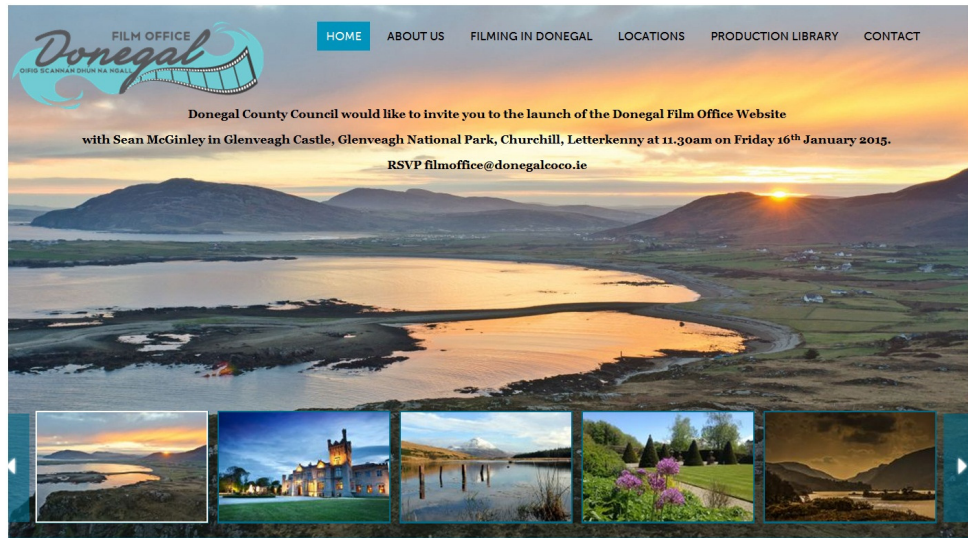 FILM OFFICE
Donegal
OIFIG SCANNAN DHUN NA NGALL
HOME ABOUT US FILMING IN DONEGAL LOCATIONS PRODUCTION LIBRARY CONTACT
Donegal County Council would like to invite you to the launch of the Donegal Film Office Website
with Sean McGinley in Glenveagh Castle, Glenveagh National Park, Churchill, Letterkenny at 11.30am on Friday 16th January 2015.
RSVP filmoffice@donegalcoco.ie